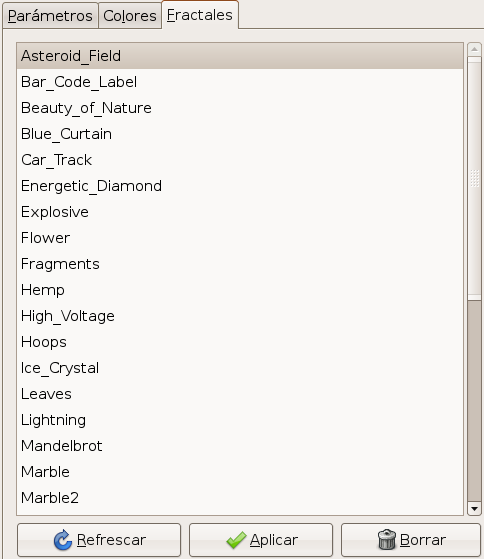 Parámetros Colores Fractales
Asteroid_Field
Bar_Code_Label
Beauty_of_Nature
Blue_Curtain
Car_Track
Energetic_Diamond
Explosive
Flower
Fragments
Hemp
High_Voltage
Hoops
Ice_Crystal
Leaves
Lightning
Mandelbrot
Marble
Marble2
Refrescar Aplicar Borrar